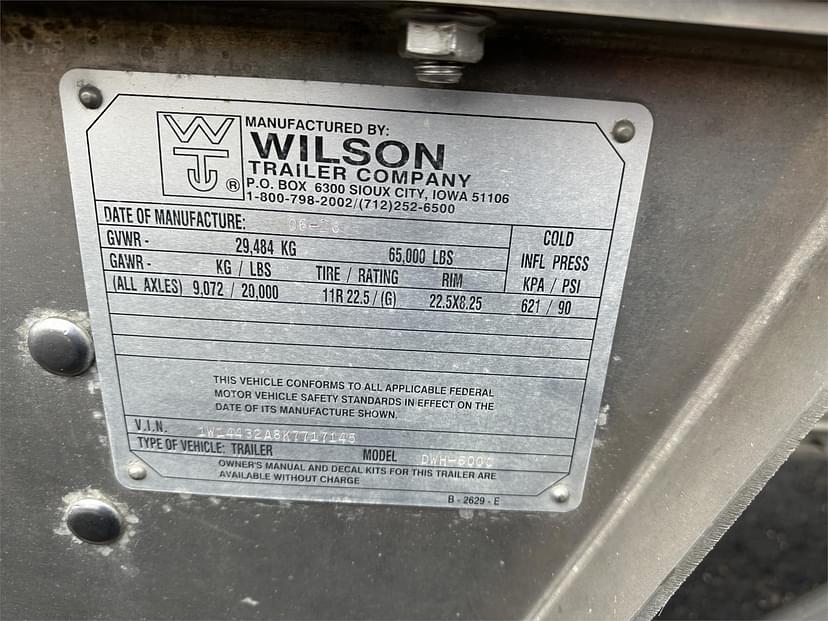 WT
®
MANUFACTURED BY:
WILSON
TRAILER COMPANY
P.O. BOX 6300 SIOUX CITY, IOWA 51106
1-800-798-2002/(712)252-6500
DATE OF MANUFACTURE:
GVWR - 29,484 KG 65,000 LBS
COLD
INFL PRESS
GAWR - KG / LBS TIRE / RATING RIM KPA / PSI
(ALL AXLES) 9,072 / 20,000 11R 22.5 / (G) 22.5X8.25 621 / 90
THIS VEHICLE CONFORMS TO ALL APPLICABLE FEDERAL
MOTOR VEHICLE SAFETY STANDARDS IN EFFECT ON THE
DATE OF ITS MANUFACTURE SHOWN.
V.I.N.
TYPE OF VEHICLE: TRAILER MODEL
OWNER'S MANUAL AND DECAL KITS FOR THIS TRAILER ARE
AVAILABLE WITHOUT CHARGE
B - 2629 - E